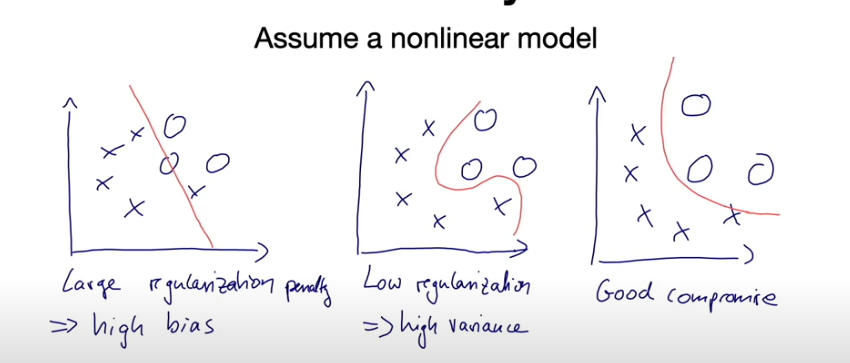 Assume a nonlinear model
Large regularization penalty
=> high bias
Low regularization
=> high variance
Good compromise